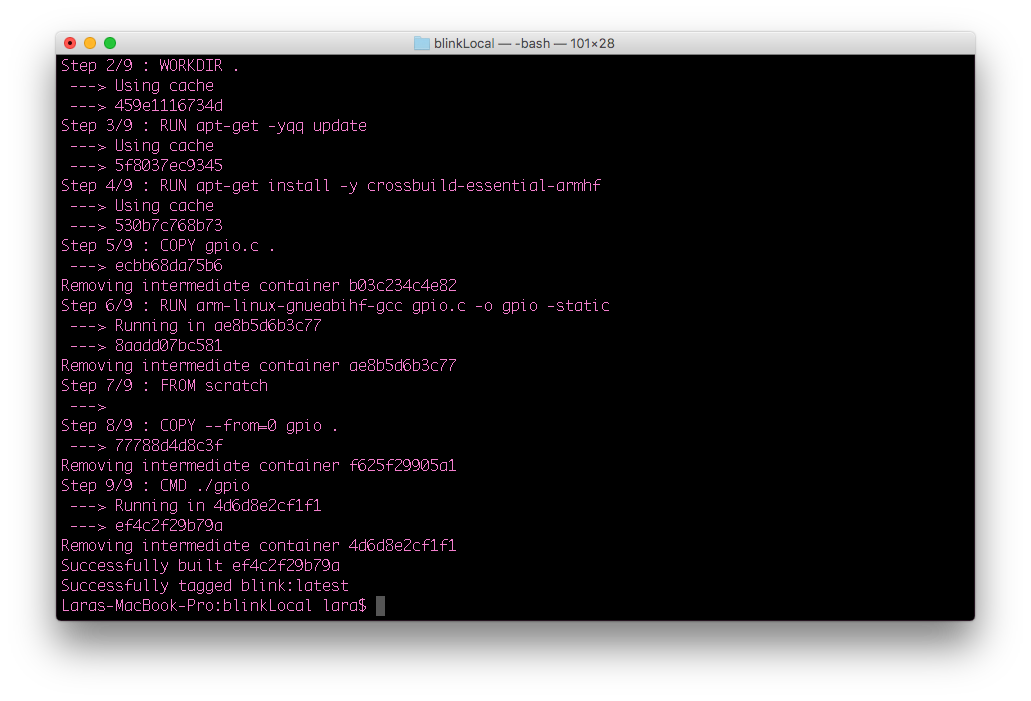 blinkLocal — -bash — 101×28
Step 2/9 : WORKDIR .
---> Using cache
---> 459e1116734d
Step 3/9 : RUN apt-get -yqq update
---> Using cache
---> 5f8037ec9345
Step 4/9 : RUN apt-get install -y crossbuild-essential-armhf
---> Using cache
---> 530b7c768b73
Step 5/9 : COPY gpio.c .
---> ecbb68da75b6
Removing intermediate container b03c234c4e82
Step 6/9 : RUN arm-linux-gnueabihf-gcc gpio.c -o gpio -static
---> Running in ae8b5d6b3c77
---> 8aadd07bc581
Removing intermediate container ae8b5d6b3c77
Step 7/9 : FROM scratch
--->
Step 8/9 : COPY --from=0 gpio .
---> 77788d4d8c3f
Removing intermediate container f625f29905a1
Step 9/9 : CMD ./gpio
---> Running in 4d6d8e2cf1f1
---> ef4c2f29b79a
Removing intermediate container 4d6d8e2cf1f1
Successfully built ef4c2f29b79a
Successfully tagged blink:latest
Laras-MacBook-Pro:blinkLocal lara$